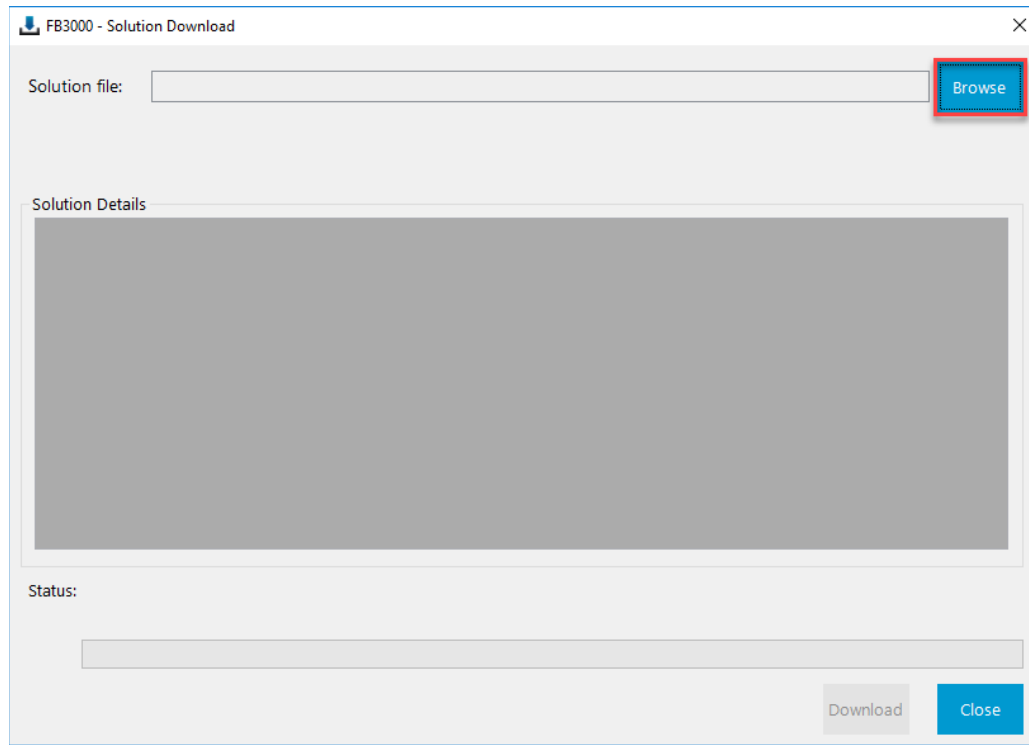 FB3000 - Solution Download
Solution file:
Browse
Solution Details
Status:
Download
Close